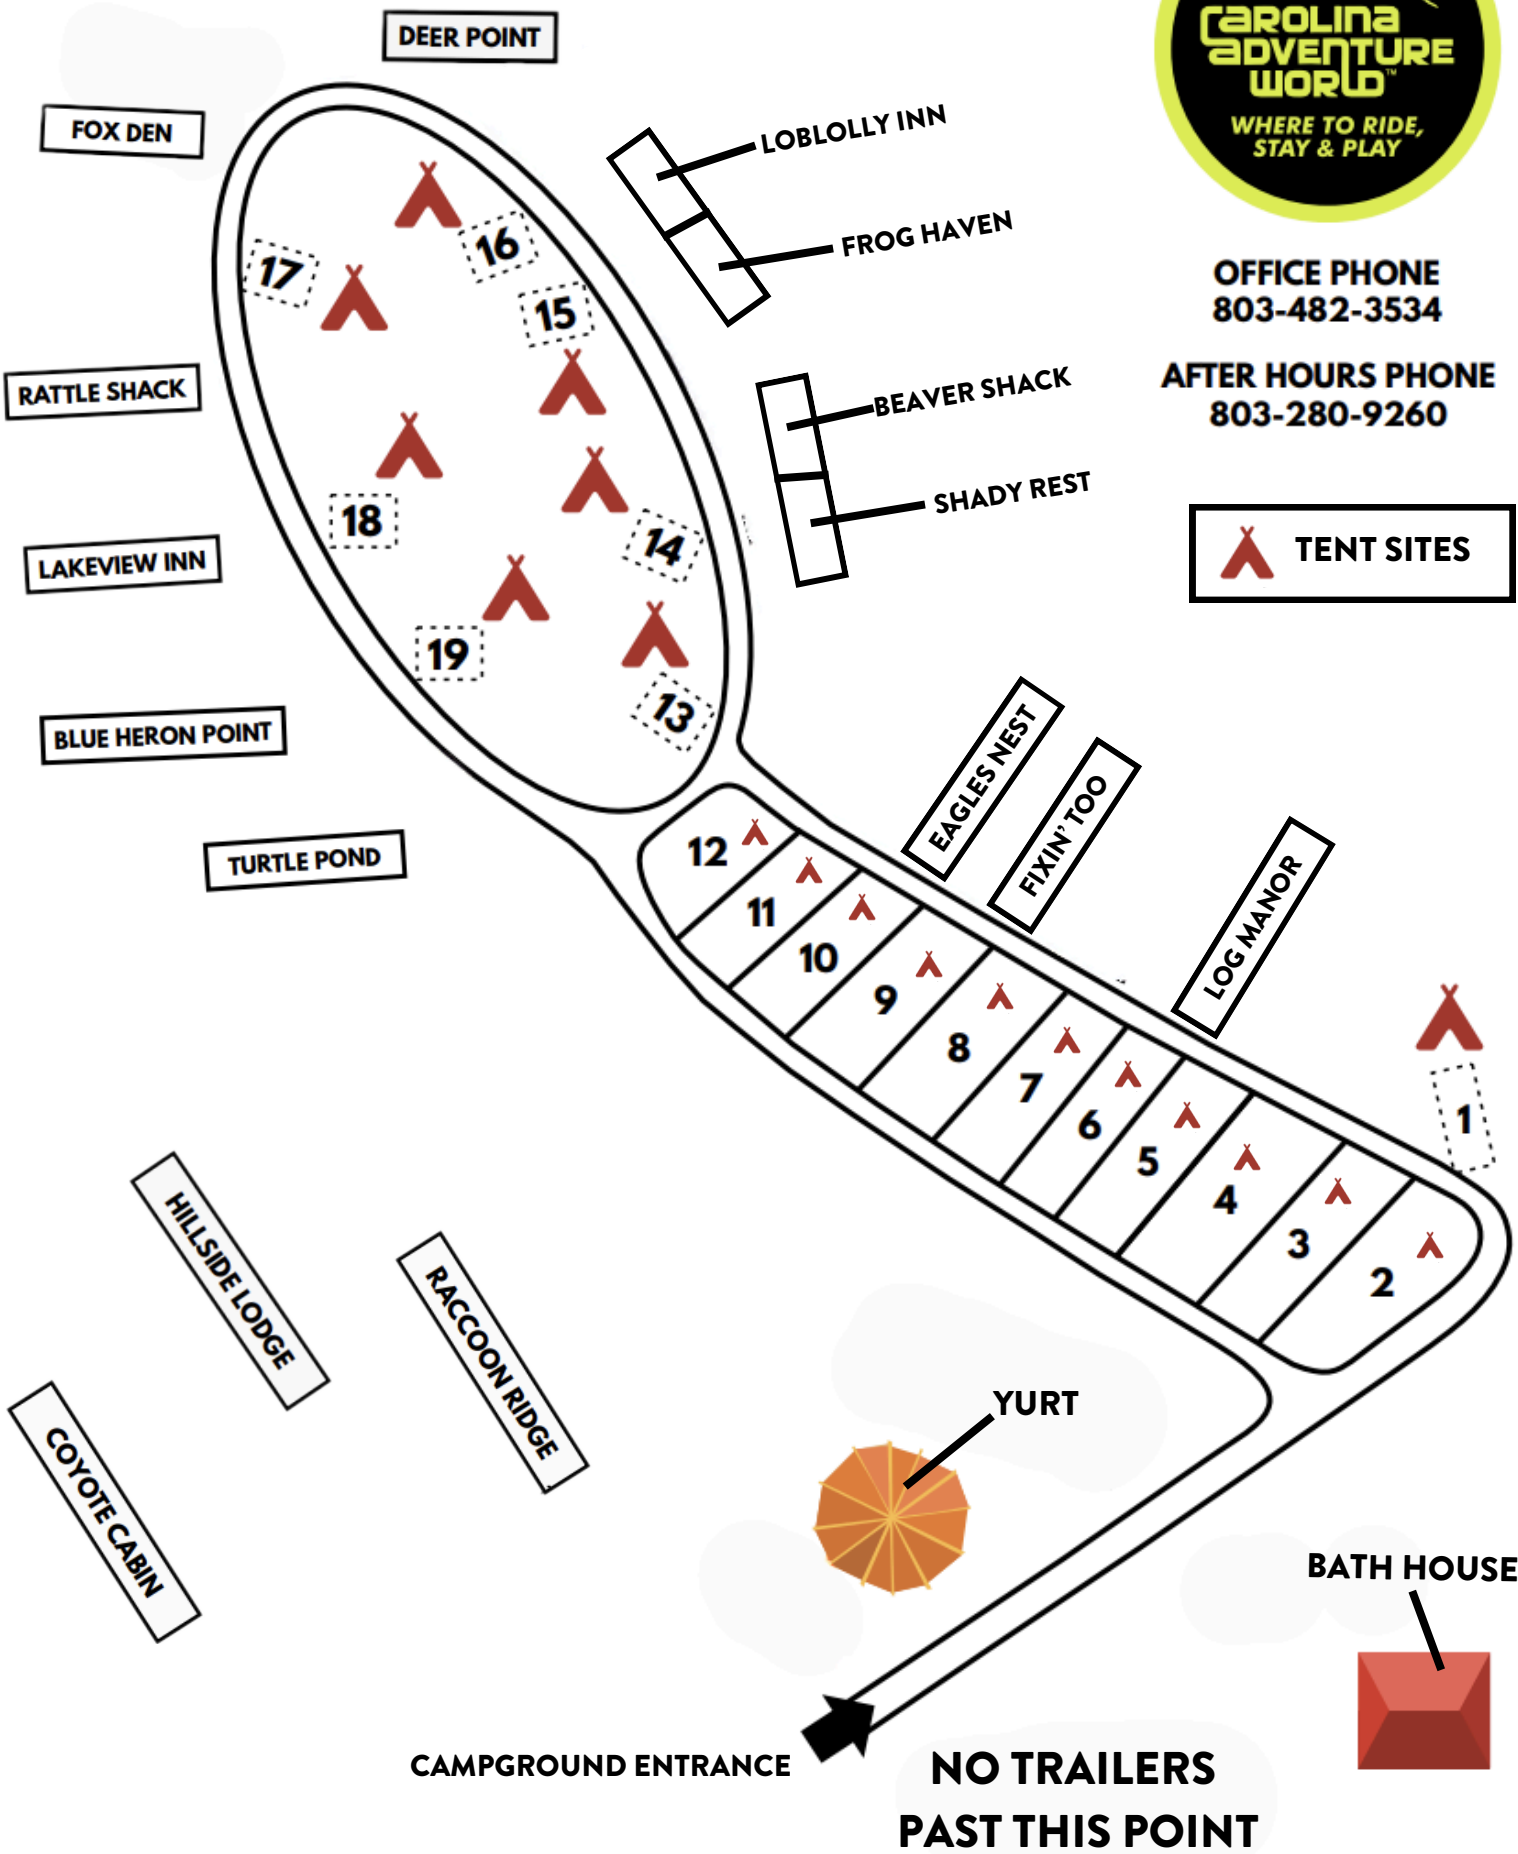 DEER POINT
CAROLINA
ADVENTURE
WORLD™
WHERE TO RIDE,
STAY & PLAY
FOX DEN
LOBLOLLY INN
FROG HAVEN
16
17
15
OFFICE PHONE
803-482-3534
AFTER HOURS PHONE
803-280-9260
RATTLE SHACK
BEAVER SHACK
SHADY REST
18
14
TENT SITES
LAKEVIEW INN
19
13
BLUE HERON POINT
EAGLES NEST
FIXIN' TOO
LOG MANOR
TURTLE POND
12
11
10
9
8
7
6
5
4
3
2
1
HILLSIDE LODGE
RACCOON RIDGE
COYOTE CABIN
YURT
BATH HOUSE
CAMPGROUND ENTRANCE
NO TRAILERS
PAST THIS POINT